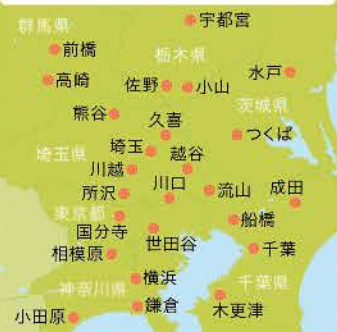 宇都宮
群馬県
前橋
栃木県
水戸
高崎
佐野
小山
茨城県
熊谷
久喜
つくば
埼玉県
埼玉
越谷
川越
所沢
川口
流山
成田
東京都
国分寺
世田谷
船橋
相模原
千葉
横浜
千葉県
神奈川県
鎌倉
木更津
小田原